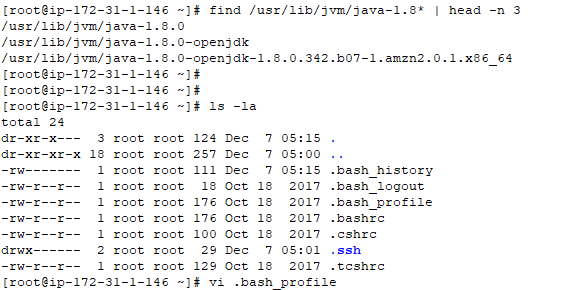 [root@ip-172-31-1-146 ~]# find /usr/lib/jvm/java-1.8* | head -n 3
/usr/lib/jvm/java-1.8.0
/usr/lib/jvm/java-1.8.0-openjdk
/usr/lib/jvm/java-1.8.0-openjdk-1.8.0.342.b07-1.amzn2.0.1.x86_64
[root@ip-172-31-1-146 ~]#
[root@ip-172-31-1-146 ~]#
[root@ip-172-31-1-146 ~]# ls -la
total 24
dr-xr-x---  3 root root 124 Dec  7 05:15 .
dr-xr-xr-x 18 root root 257 Dec  7 05:00 ..
-rw-------  1 root root 111 Dec  7 05:15 .bash_history
-rw-r--r--  1 root root  18 Oct 18  2017 .bash_logout
-rw-r--r--  1 root root 176 Oct 18  2017 .bash_profile
-rw-r--r--  1 root root 176 Oct 18  2017 .bashrc
-rw-r--r--  1 root root 100 Oct 18  2017 .cshrc
drwx------  2 root root  29 Dec  7 05:01 .ssh
-rw-r--r--  1 root root 129 Oct 18  2017 .tcshrc
[root@ip-172-31-1-146 ~]# vi .bash_profile